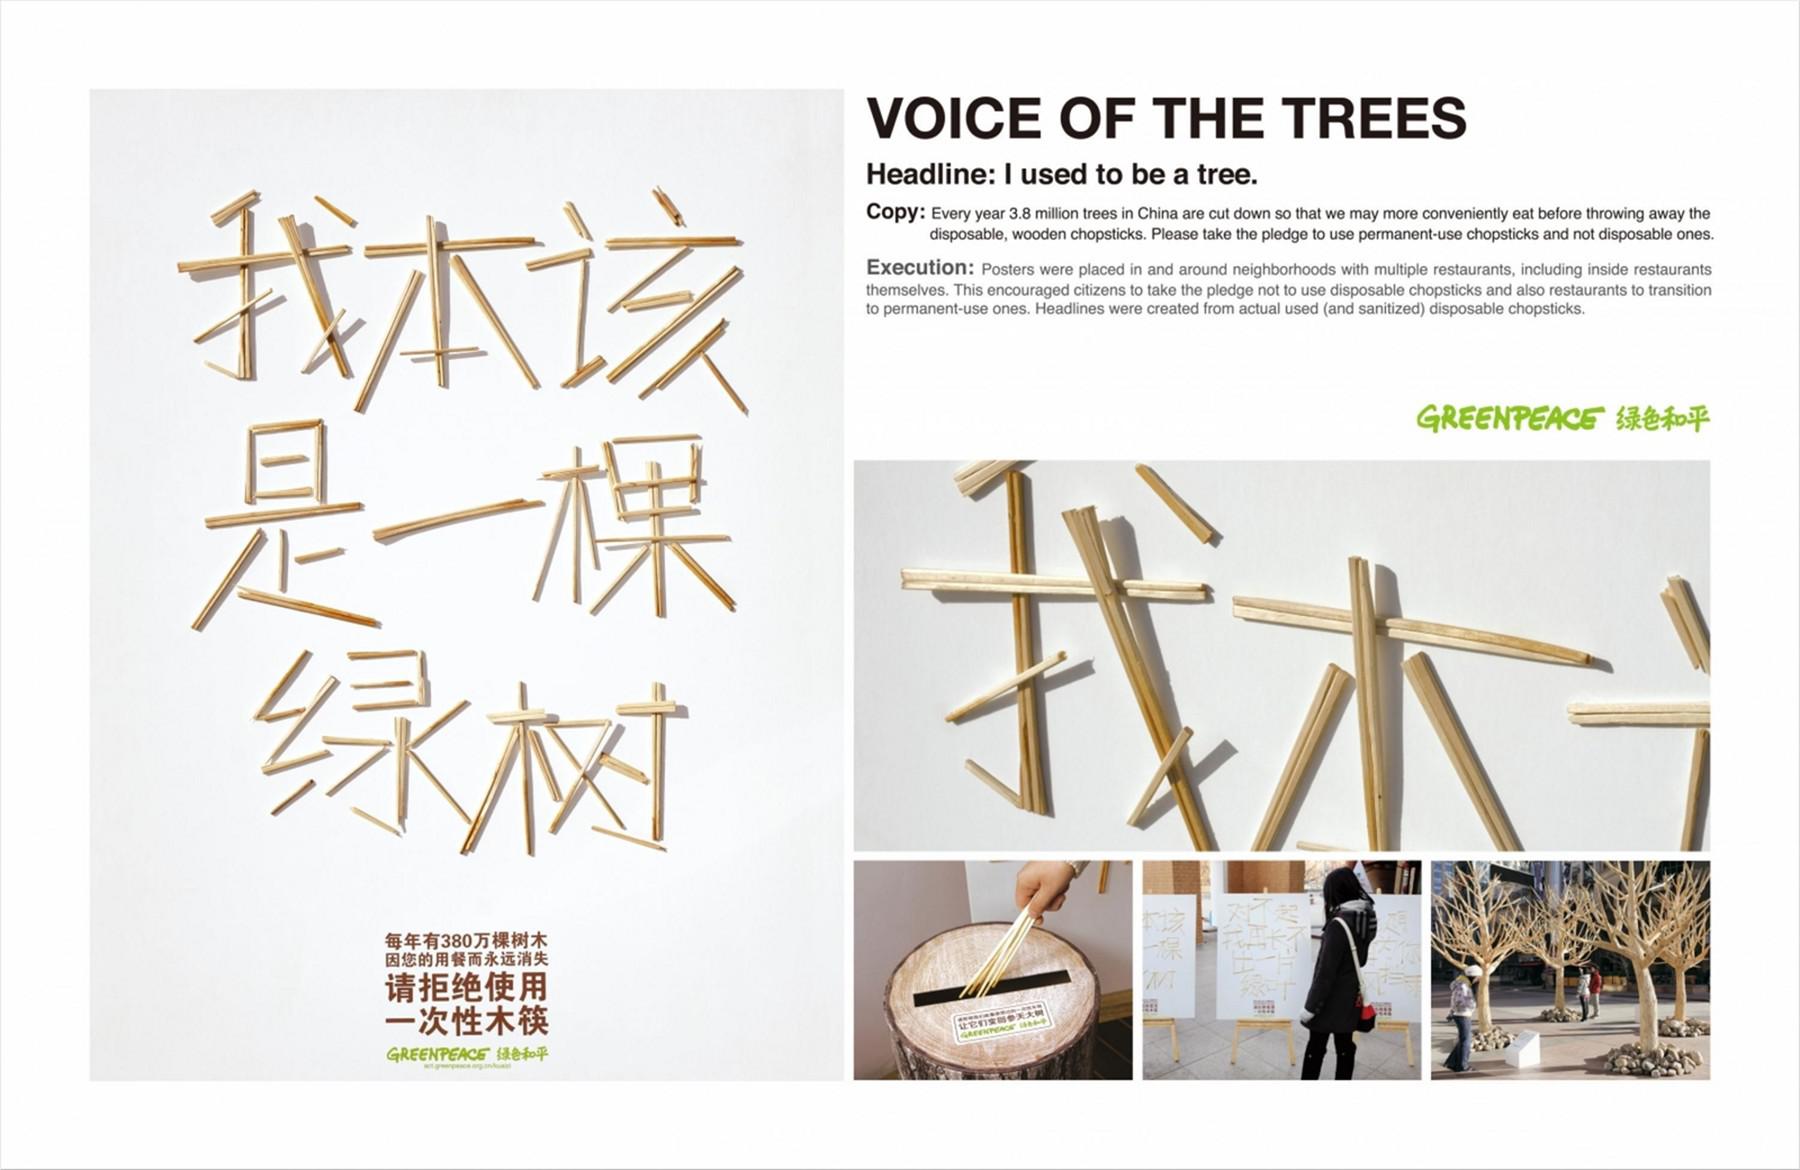 我本该
是一棵
绿树
每年有380万棵树木
因您的用餐而永远消失
请拒绝使用
一次性木筷
GREENPEACE 绿色和平
act.greenpeace.org.cn/kuaizi
VOICE OF THE TREES
Headline: I used to be a tree.
Copy: Every year 3.8 million trees in China are cut down so that we may more conveniently eat before throwing away the
disposable, wooden chopsticks. Please take the pledge to use permanent-use chopsticks and not disposable ones.
Execution: Posters were placed in and around neighborhoods with multiple restaurants, including inside restaurants
themselves. This encouraged citizens to take the pledge not to use disposable chopsticks and also restaurants to transition
to permanent-use ones. Headlines were created from actual used (and sanitized) disposable chopsticks.
GREENPEACE 绿色和平
我本
让它们变回参天大树
GREENPEACE 绿色和平
本该
一棵
对不起
我再长不
出一片
绿叶
一次性木筷